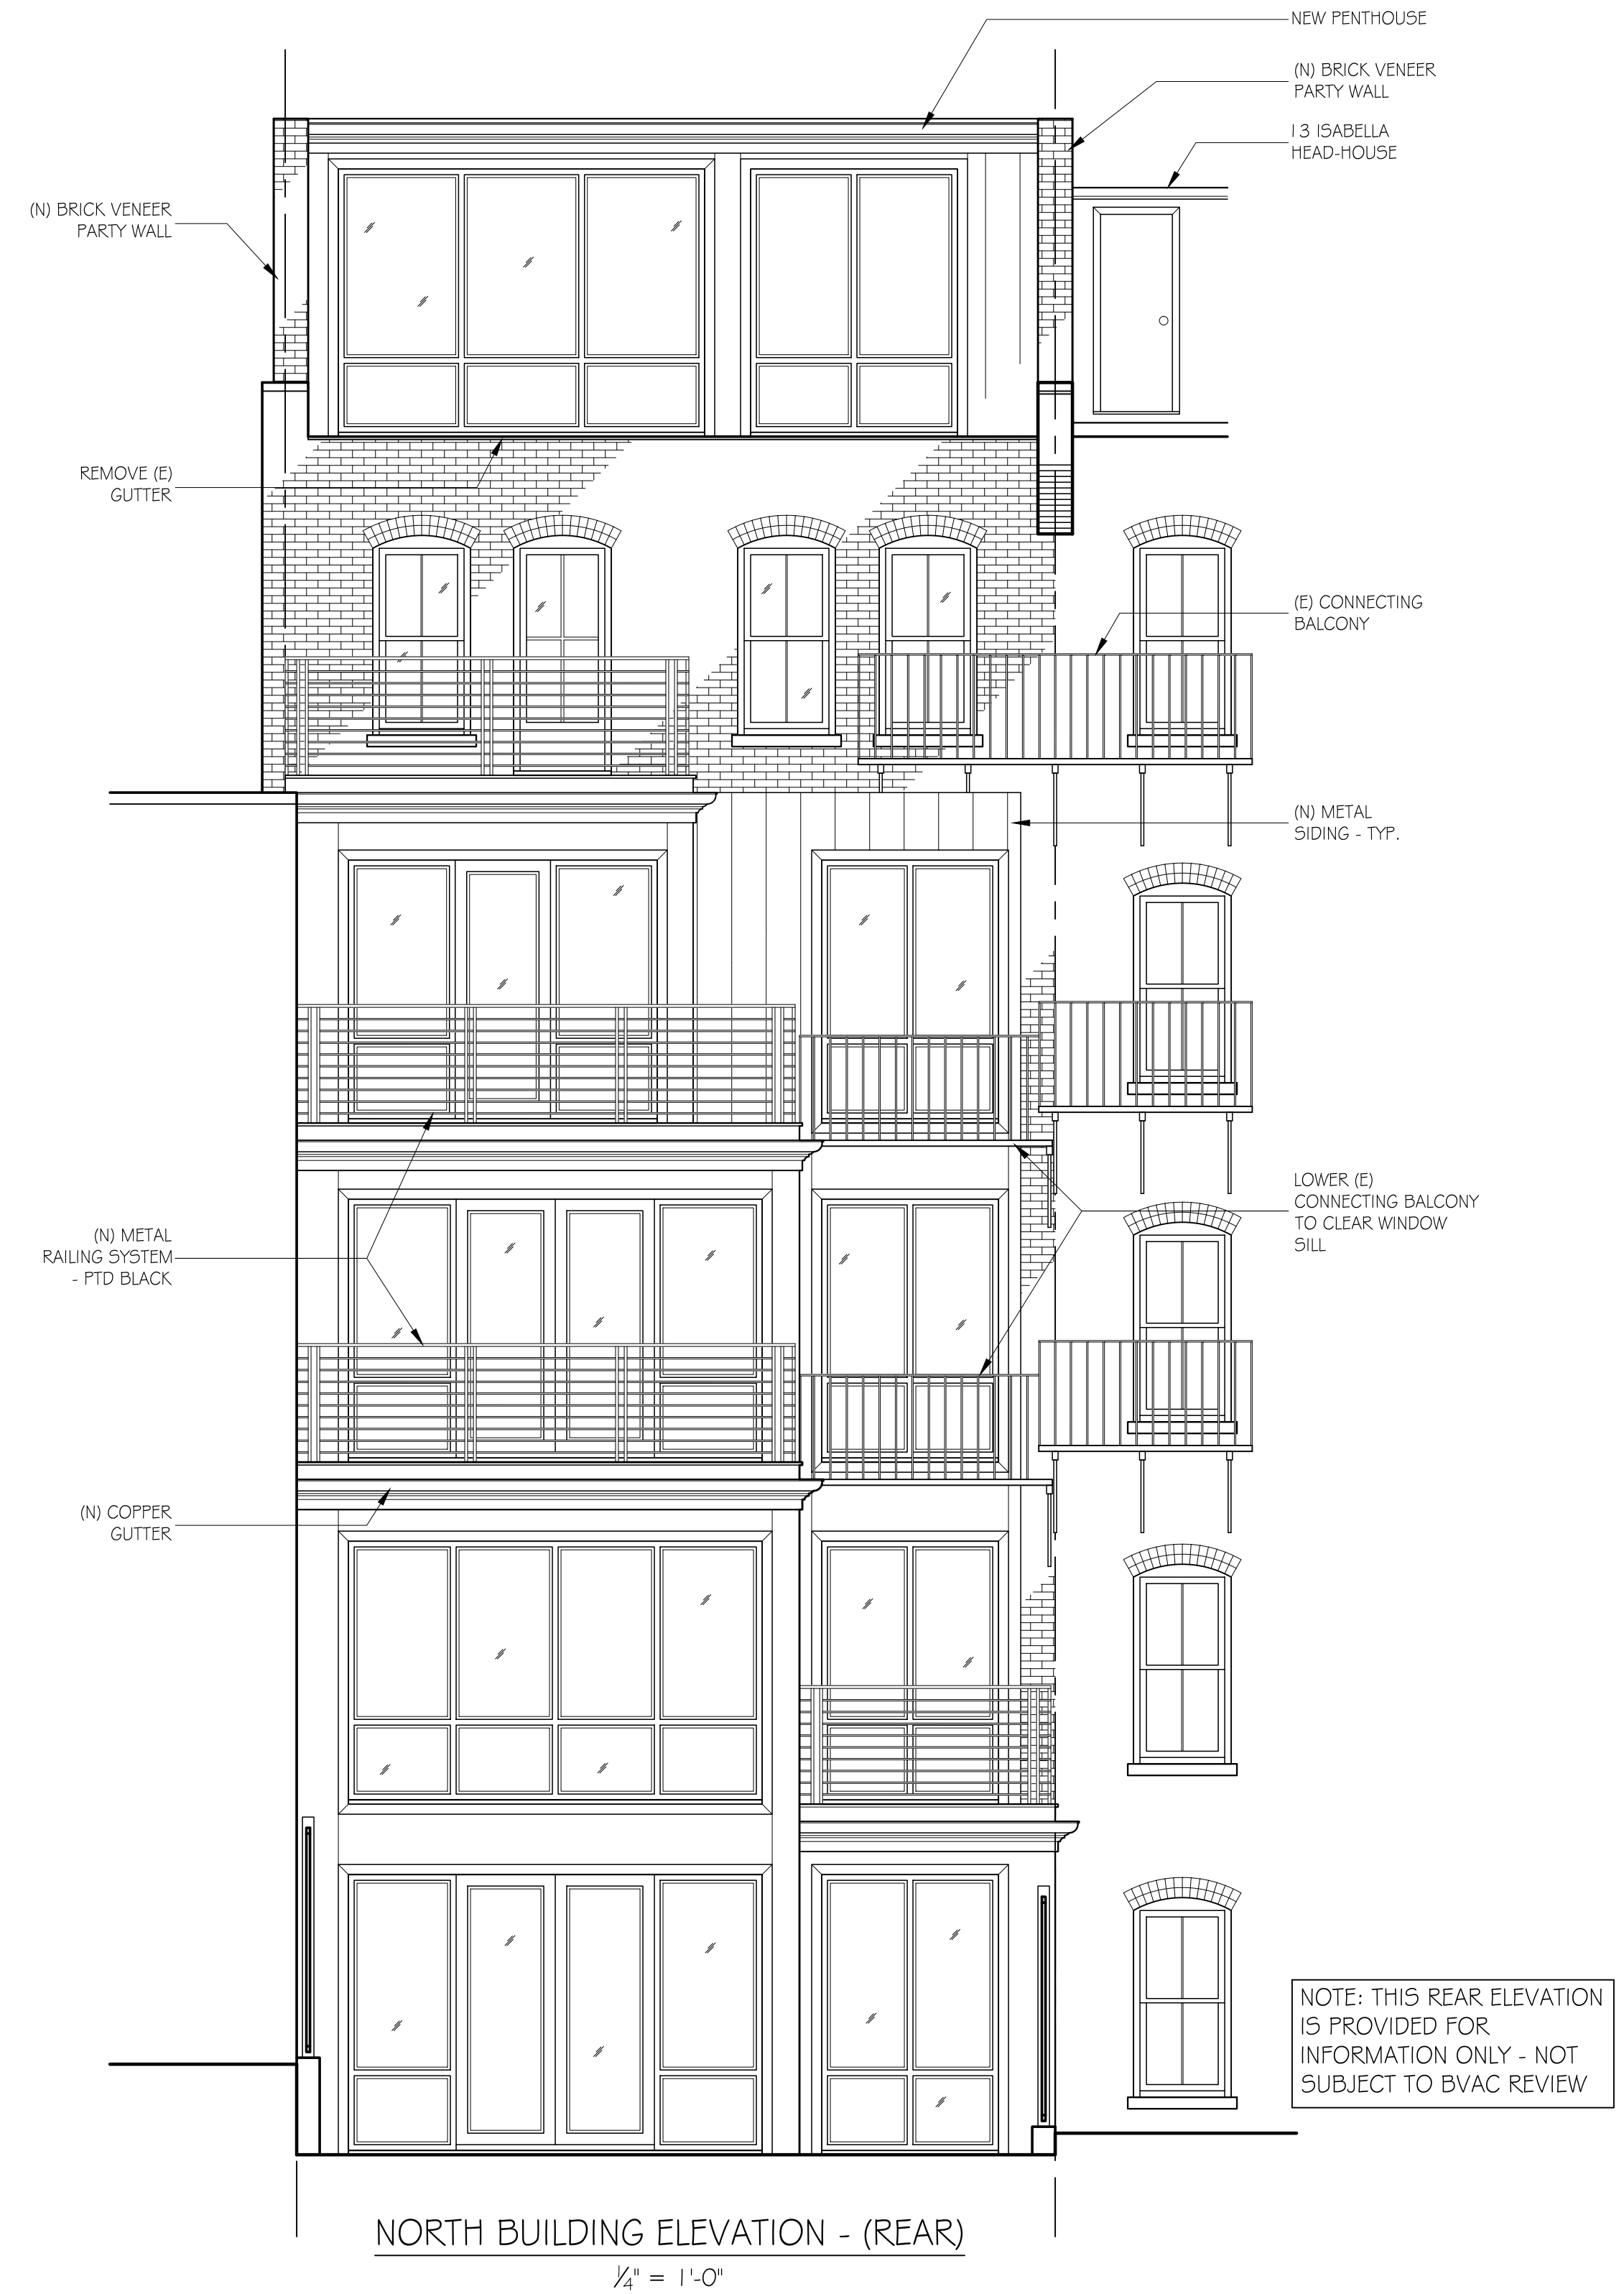 NEW PENTHOUSE
(N) BRICK VENEER
PARTY WALL
13 ISABELLA
HEAD-HOUSE
(N) BRICK VENEER
PARTY WALL
REMOVE (E)
GUTTER
(E) CONNECTING
BALCONY
(N) METAL
SIDING - TYP.
LOWER (E)
CONNECTING BALCONY
TO CLEAR WINDOW
SILL
(N) METAL
RAILING SYSTEM
- PTD BLACK
(N) COPPER
GUTTER
NOTE: THIS REAR ELEVATION
IS PROVIDED FOR
INFORMATION ONLY - NOT
SUBJECT TO BVAC REVIEW
NORTH BUILDING ELEVATION - (REAR)
1/4" = 1'-0"